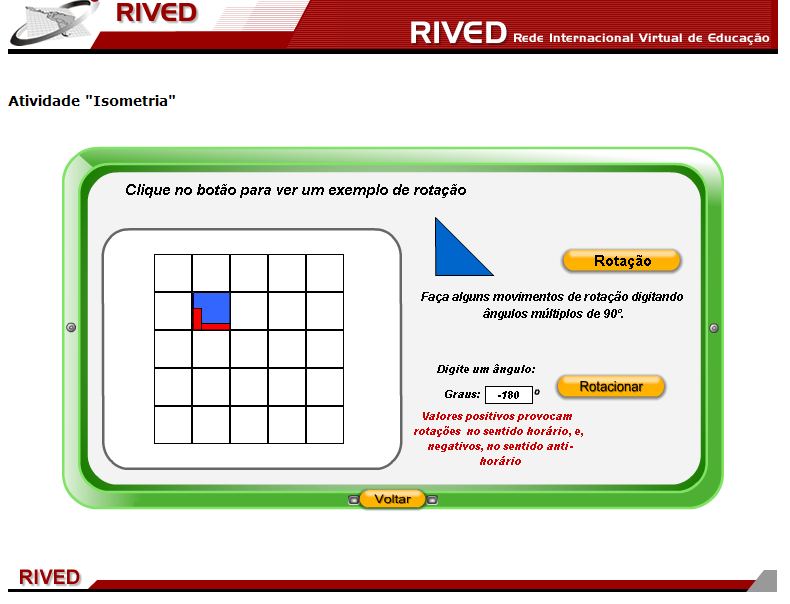 RIVED
RIVED Rede Internacional Virtual de Educação
Atividade "Isometria"
Clique no botão para ver um exemplo de rotação
Rotação
Faça alguns movimentos de rotação digitando
ângulos múltiplos de 90º.
Digite um ângulo:
Graus: -180 º
Rotacionar
Valores positivos provocam
rotações no sentido horário, e,
negativos, no sentido anti-
horário
Voltar
RIVED